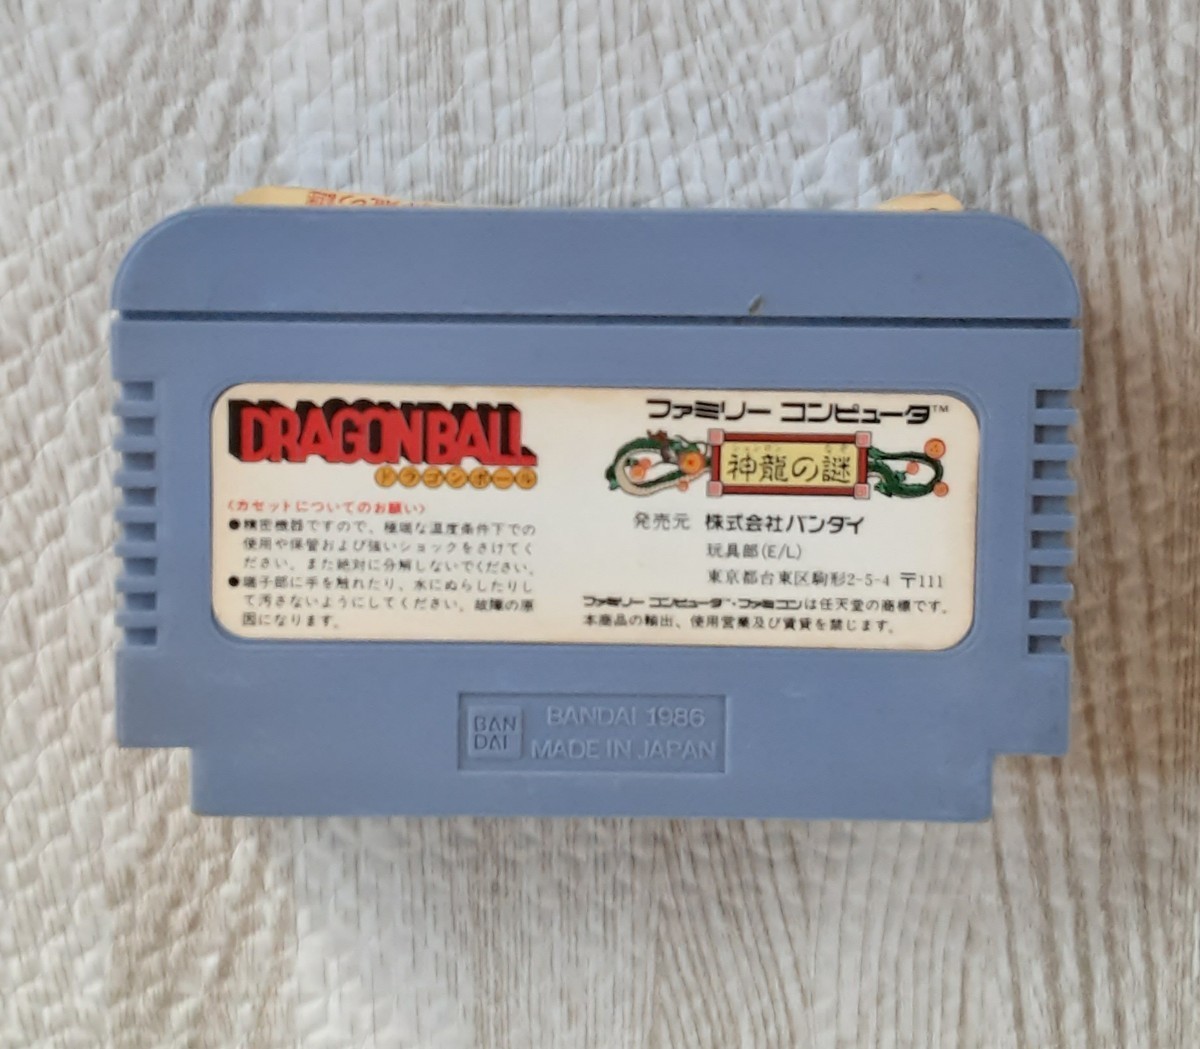 DRAGON BALL
ドラゴンボール
〈カセットについてのお願い〉
●精密機器ですので、極端な温度条件下での
使用や保管および強いショックをさけてく
ださい。また絶対に分解しないでください。
●端子部に手を触れたり、水にぬらしたりし
て汚さないようにしてください。故障の原
因になります。
ファミリー コンピュータ™
神龍の謎
発売元 株式会社バンダイ
玩具部(E/L)
東京都台東区駒形2-5-4 〒111
ファミリー コンピュータ™・ファミコンは任天堂の商標です。
本商品の輸出、使用営業及び賃貸を禁じます。
BAN
DAI
BANDAI 1986
MADE IN JAPAN